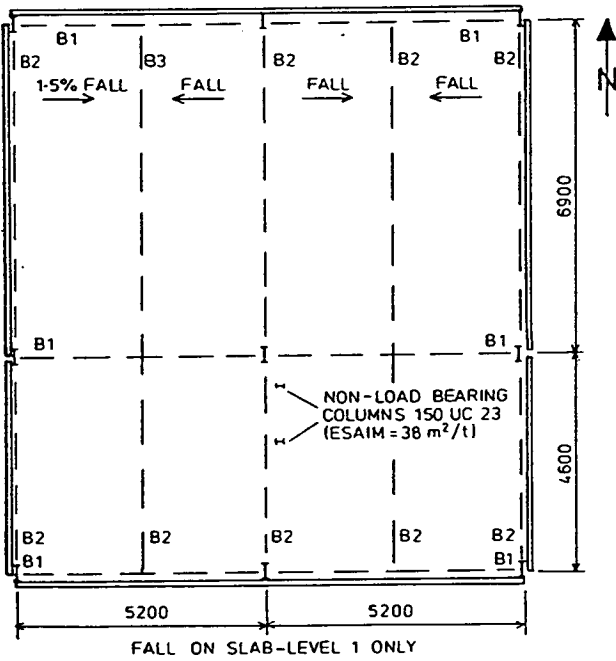 B1
B1
B2
B3
B2
B2
B2
1·5% FALL
FALL
FALL
FALL
N
6900
B1
B1
NON-LOAD BEARING
COLUMNS 150 UC 23
(ESAIM = 38 m²/t)
4600
B2
B2
B2
B2
B2
B1
B1
5200
5200
FALL ON SLAB-LEVEL 1 ONLY